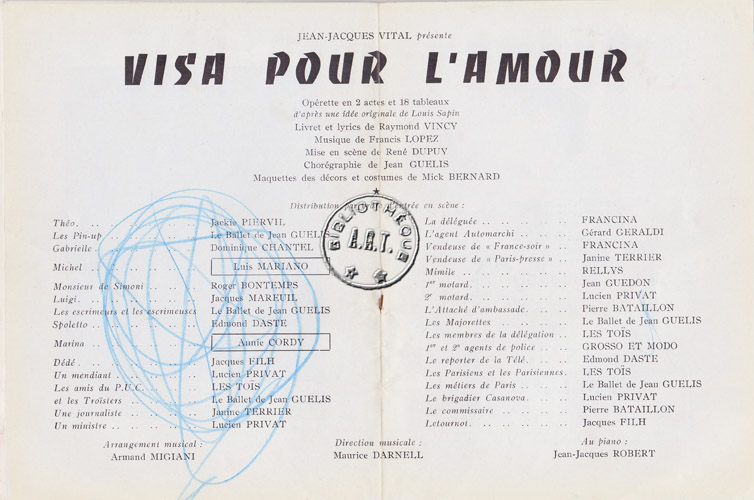 JEAN-JACQUES VITAL présente
VISA POUR L'AMOUR
Opérette en 2 actes et 18 tableaux
d'après une idée originale de Louis Sapin
Livret et lyrics de Raymond VINCY
Musique de Francis LOPEZ
Mise en scène de René DUPUY
Chorégraphie de Jean GUELIS
Maquettes des décors et costumes de Mick BERNARD
Distribution par ordre d'entrée en scène :
BIBLIOTHÈQUE
A.R.T.
Théo. Jackie PIERVIL
Les Pin-up Le Ballet de Jean GUELIS
Gabrielle Dominique CHANTEL
Michel Luis MARIANO
Monsieur de Simoni Roger BONTEMPS
Luigi Jacques MAREUIL
Les escrimeurs et les escrimeuses Le Ballet de Jean GUELIS
Spoletto Edmond DASTE
Marina Annie CORDY
Dédé Jacques FILH
Un mendiant Lucien PRIVAT
Les amis du P.U.C. LES TOÏS
et les Troïsters Le Ballet de Jean GUELIS
Une journaliste Janine TERRIER
Un ministre Lucien PRIVAT
La déléguée FRANCINA
L'agent Automarchi Gérard GERALDI
Vendeuse de « France-soir » FRANCINA
Vendeuse de « Paris-presse » Janine TERRIER
Mimile RELLYS
1er motard Jean GUEDON
2e motard Lucien PRIVAT
L'Attaché d'ambassade Pierre BATAILLON
Les Majorettes Le Ballet de Jean GUELIS
Les membres de la délégation LES TOÏS
1er et 2e agents de police GROSSO ET MODO
Le reporter de la Télé Edmond DASTE
Les Parisiens et les Parisiennes. LES TOÏS
Les métiers de Paris Le Ballet de Jean GUELIS
Le brigadier Casanova Lucien PRIVAT
Le commissaire Pierre BATAILLON
Letournot Jacques FILH
Arrangement musical :
Armand MIGIANI
Direction musicale :
Maurice DARNELL
Au piano :
Jean-Jacques ROBERT